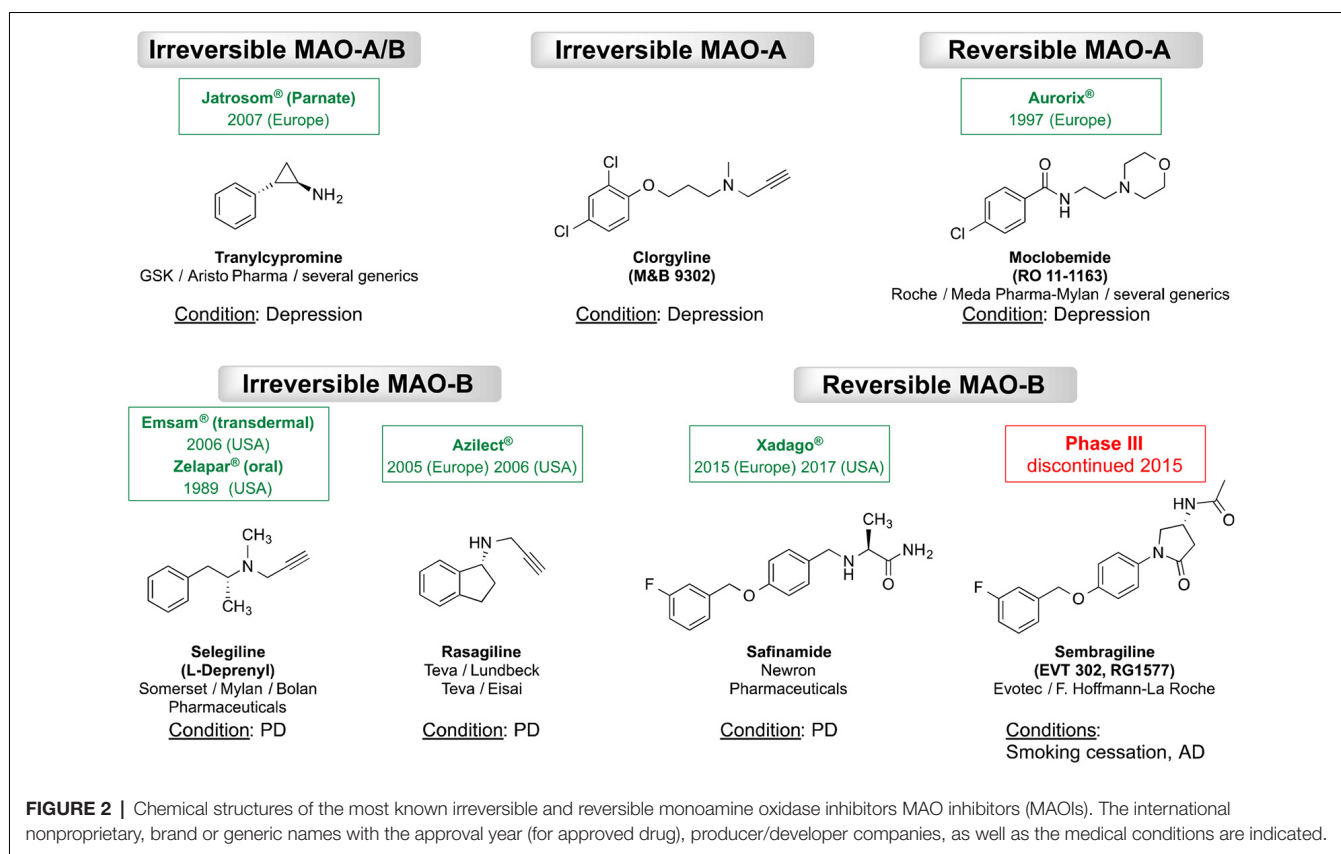 Irreversible MAO-A/B
Jatrosom® (Parnate)
2007 (Europe)
NH2
Tranylcypromine
GSK / Aristo Pharma / several generics
Condition: Depression
Irreversible MAO-A
Cl
O
N
Cl
Clorgyline
(M&B 9302)
Condition: Depression
Reversible MAO-A
Aurorix®
1997 (Europe)
O
O
N
N
H
Cl
Moclobemide
(RO 11-1163)
Roche / Meda Pharma-Mylan / several generics
Condition: Depression
Irreversible MAO-B
Emsam® (transdermal)
2006 (USA)
Zelapar® (oral)
1989 (USA)
CH3
N
CH3
Selegiline
(L-Deprenyl)
Somerset / Mylan / Bolan
Pharmaceuticals
Condition: PD
Azilect®
2005 (Europe) 2006 (USA)
HN
Rasagiline
Teva / Lundbeck
Teva / Eisai
Condition: PD
Reversible MAO-B
Xadago®
2015 (Europe) 2017 (USA)
CH3
NH2
N
H
O
F
O
Safinamide
Newron
Pharmaceuticals
Condition: PD
Phase III
discontinued 2015
HN
O
N
O
F
O
Sembragiline
(EVT 302, RG1577)
Evotec / F. Hoffmann-La Roche
Conditions:
Smoking cessation, AD
FIGURE 2 | Chemical structures of the most known irreversible and reversible monoamine oxidase inhibitors MAO inhibitors (MAOIs). The international
nonproprietary, brand or generic names with the approval year (for approved drug), producer/developer companies, as well as the medical conditions are indicated.